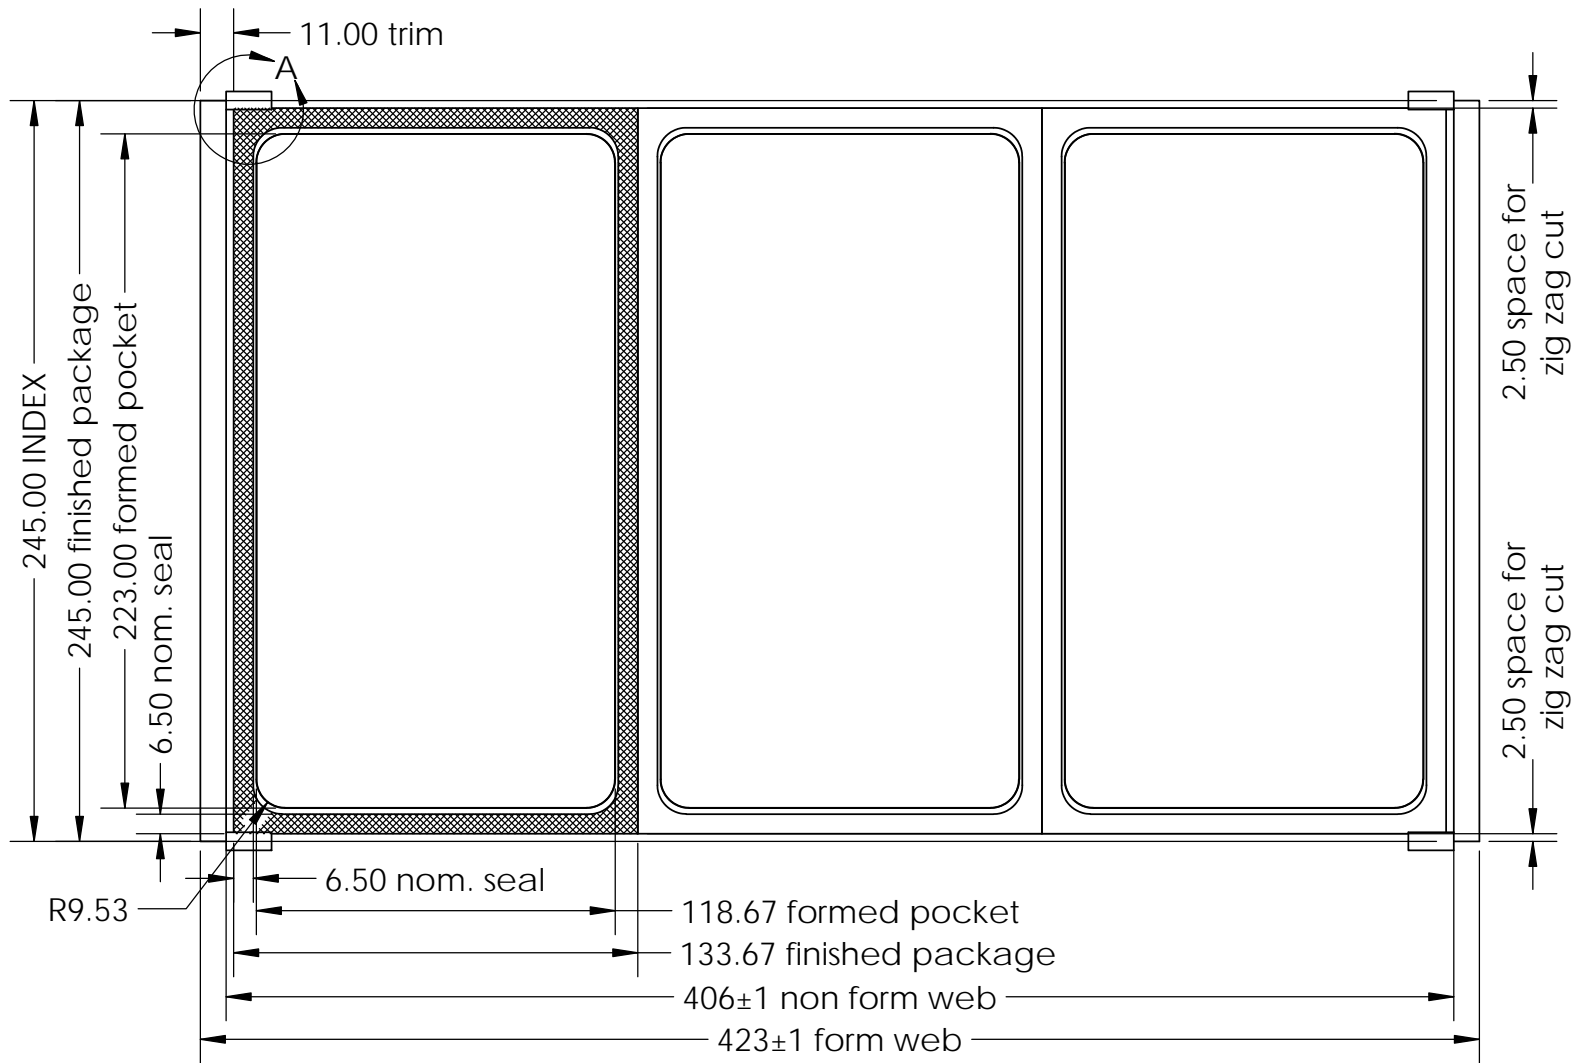 11.00 trim
A
245.00 INDEX
245.00 finished package
223.00 formed pocket
6.50 nom. seal
2.50 space for
zig zag cut
2.50 space for
zig zag cut
6.50 nom. seal
R9.53
118.67 formed pocket
133.67 finished package
406±1 non form web
423±1 form web